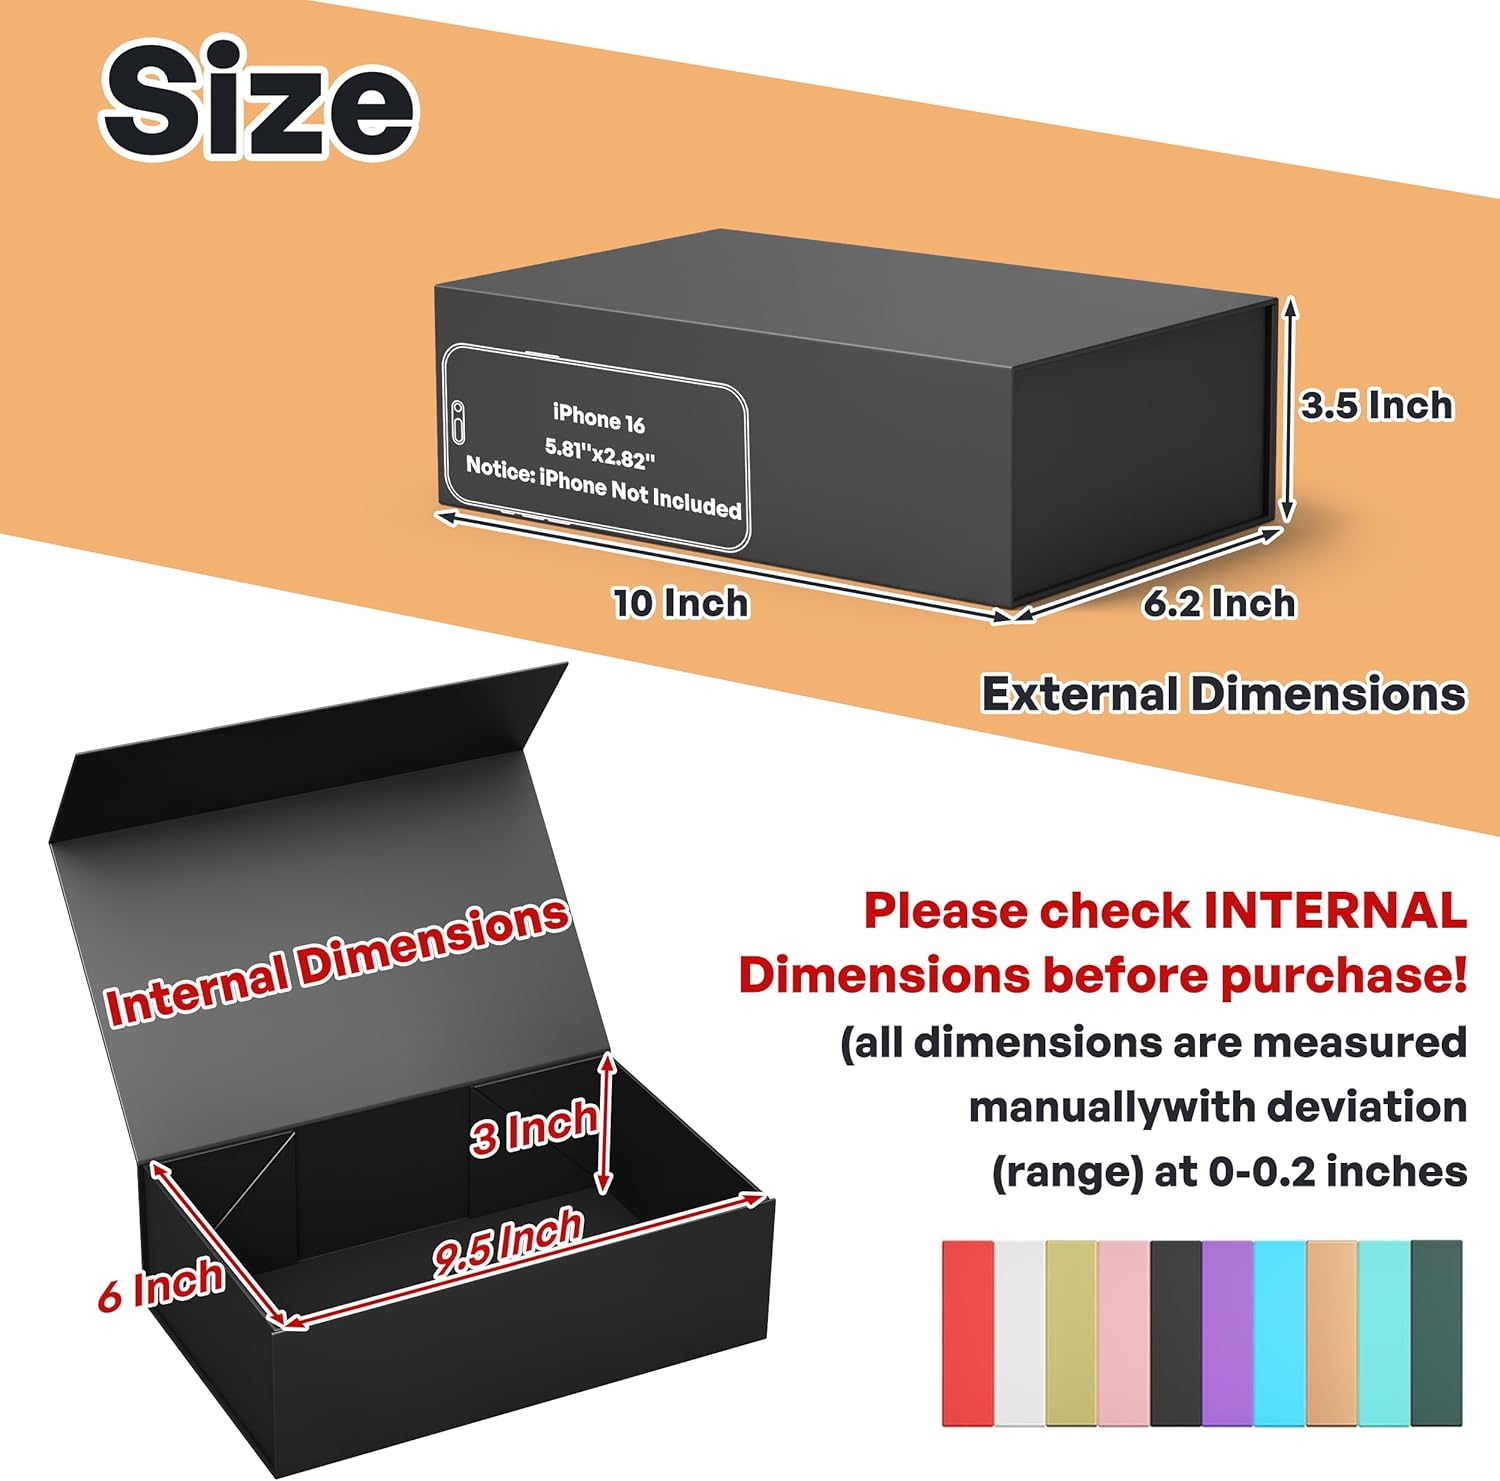 Size
iPhone 16
5.81"x2.82"
Notice: iPhone Not Included
3.5 Inch
10 Inch
6.2 Inch
External Dimensions
Internal Dimensions
3 Inch
9.5 Inch
6 Inch
Please check INTERNAL
Dimensions before purchase!
(all dimensions are measured
manuallywith deviation
(range) at 0-0.2 inches